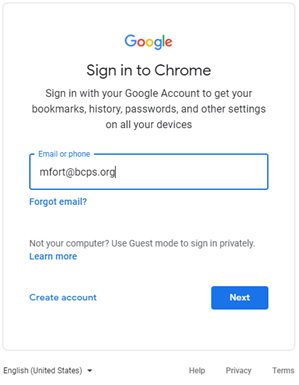 Google
Sign in to Chrome
Sign in with your Google Account to get your
bookmarks, history, passwords, and other settings
on all your devices
Email or phone
mfort@bcps.org
Forgot email?
Not your computer? Use Guest mode to sign in privately.
Learn more
Create account
Next
English (United States)
Help
Privacy
Terms